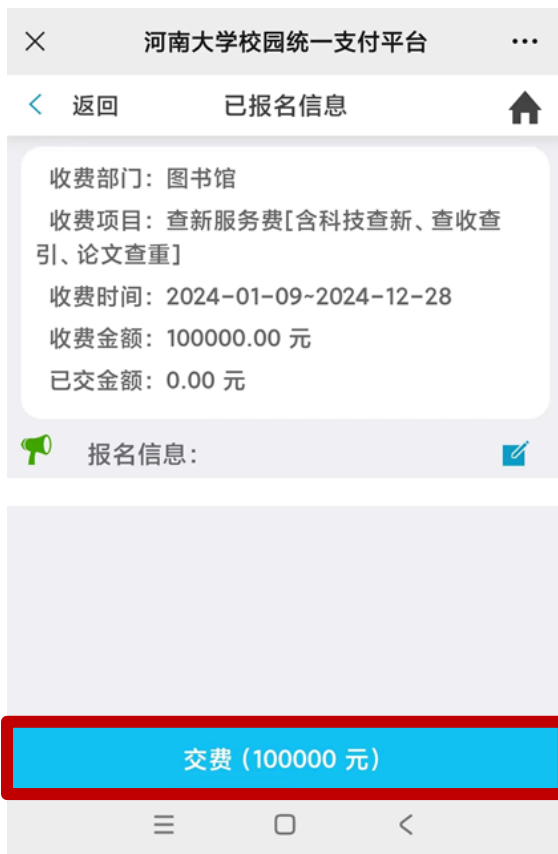 河南大学校园统一支付平台
返回 已报名信息
收费部门：图书馆
收费项目：查新服务费[含科技查新、查收查
引、论文查重]
收费时间：2024-01-09~2024-12-28
收费金额：100000.00 元
已交金额：0.00 元
报名信息：
交费（100000 元）